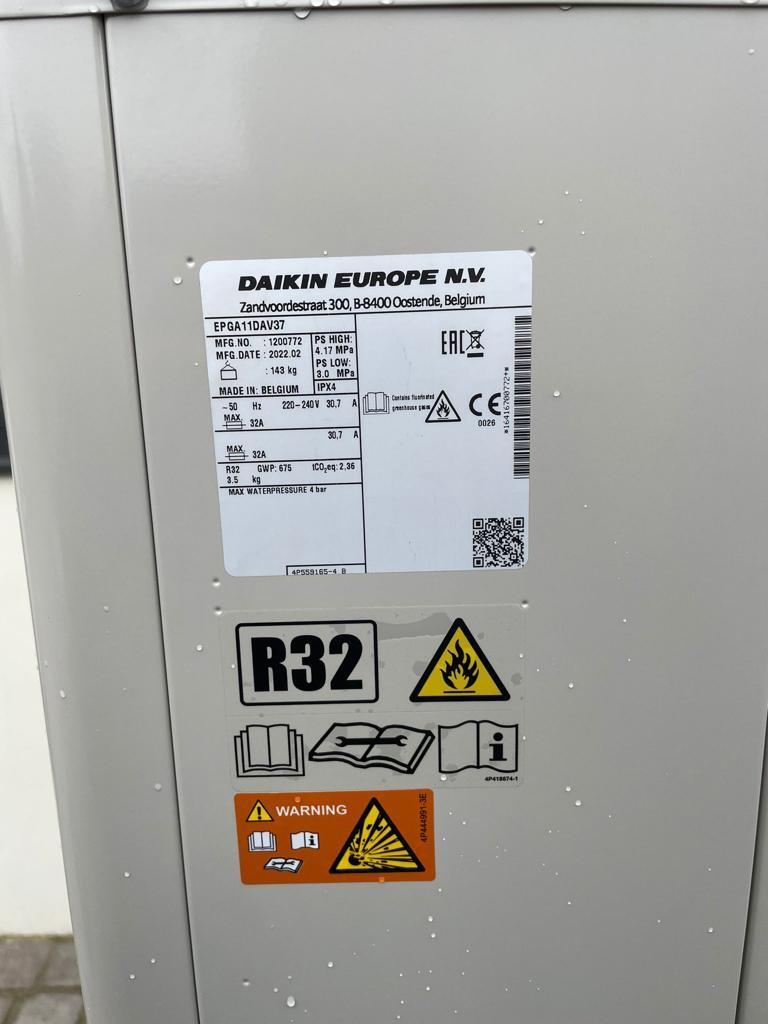 DAIKIN EUROPE N.V.
Zandvoordestraat 300, B-8400 Oostende, Belgium
EPGA11DAV37
MFG.NO. : 1200772
MFG.DATE : 2022.02
: 143 kg
MADE IN: BELGIUM
PS HIGH:
4.17 MPa
PS LOW:
3.0 MPa
IPX4
~50 Hz 220-240V 30,7 A
MAX. 32A
30,7 A
MAX. 32A
R32 GWP: 675 tCO2eq: 2,36
3.5 kg
MAX WATERPRESSURE 4 bar
4P559165-4 B
EAC
Contains fluorinated
greenhouse gases
CE
0026
*16416700772**
R32
i
4P418674-1
WARNING
i
4P444991-3E